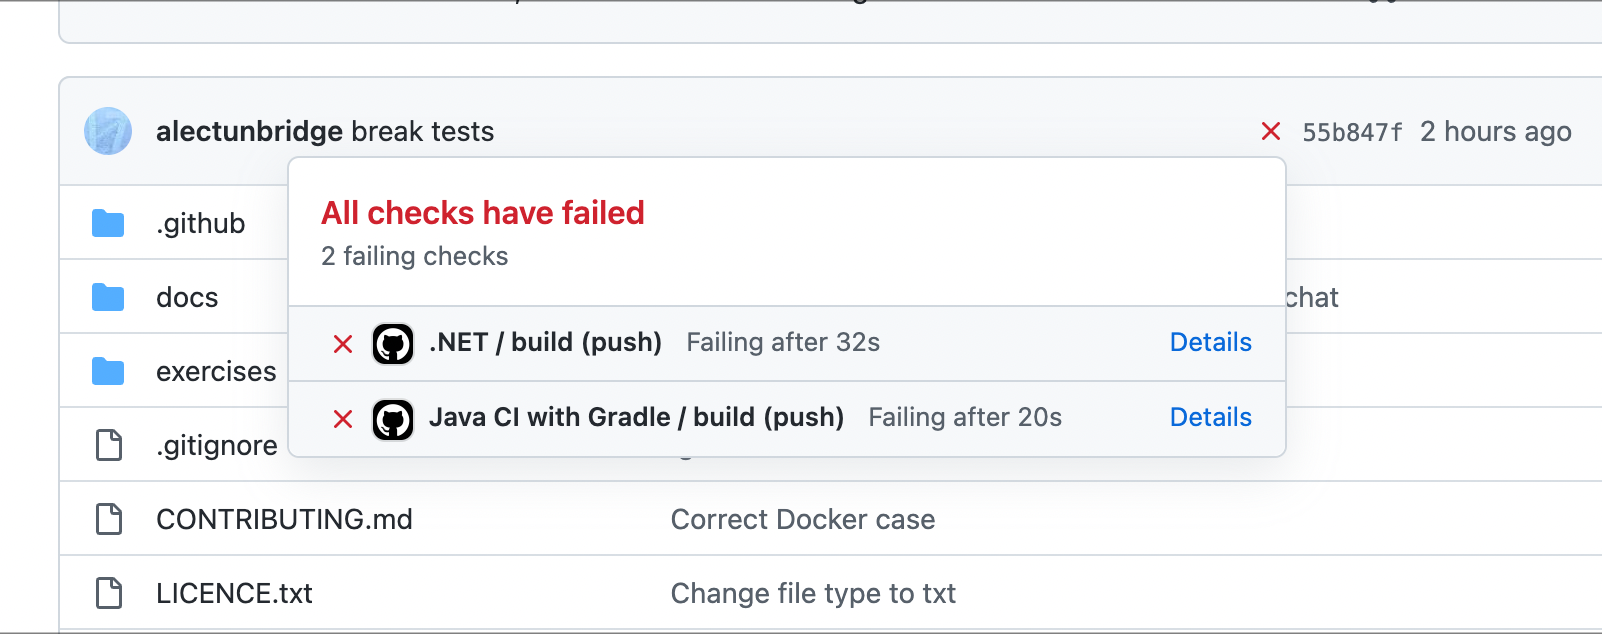 alectunbridge break tests 55b847f 2 hours ago
All checks have failed
2 failing checks
.NET / build (push) Failing after 32s Details
Java CI with Gradle / build (push) Failing after 20s Details
.github
docs chat
exercises
.gitignore
CONTRIBUTING.md Correct Docker case
LICENCE.txt Change file type to txt